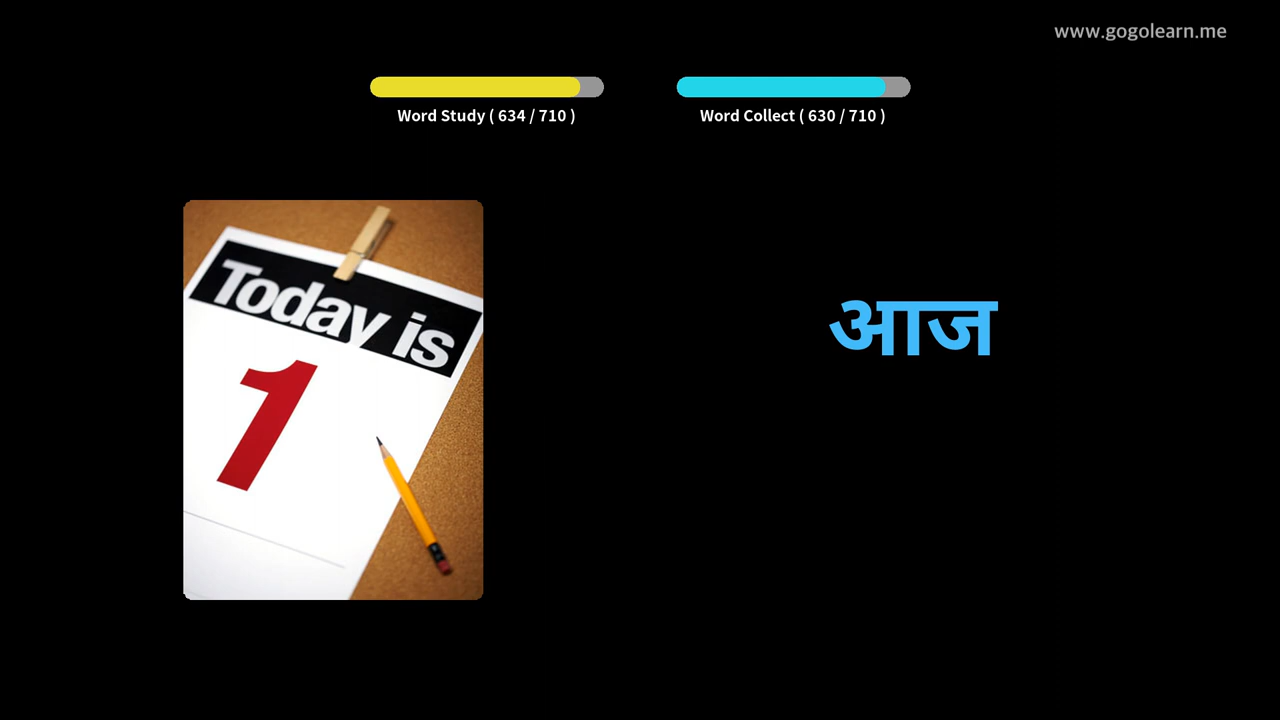 www.gogolearn.me
Word Study ( 634 / 710 )
Word Collect ( 630 / 710 )
Today is
1
आज